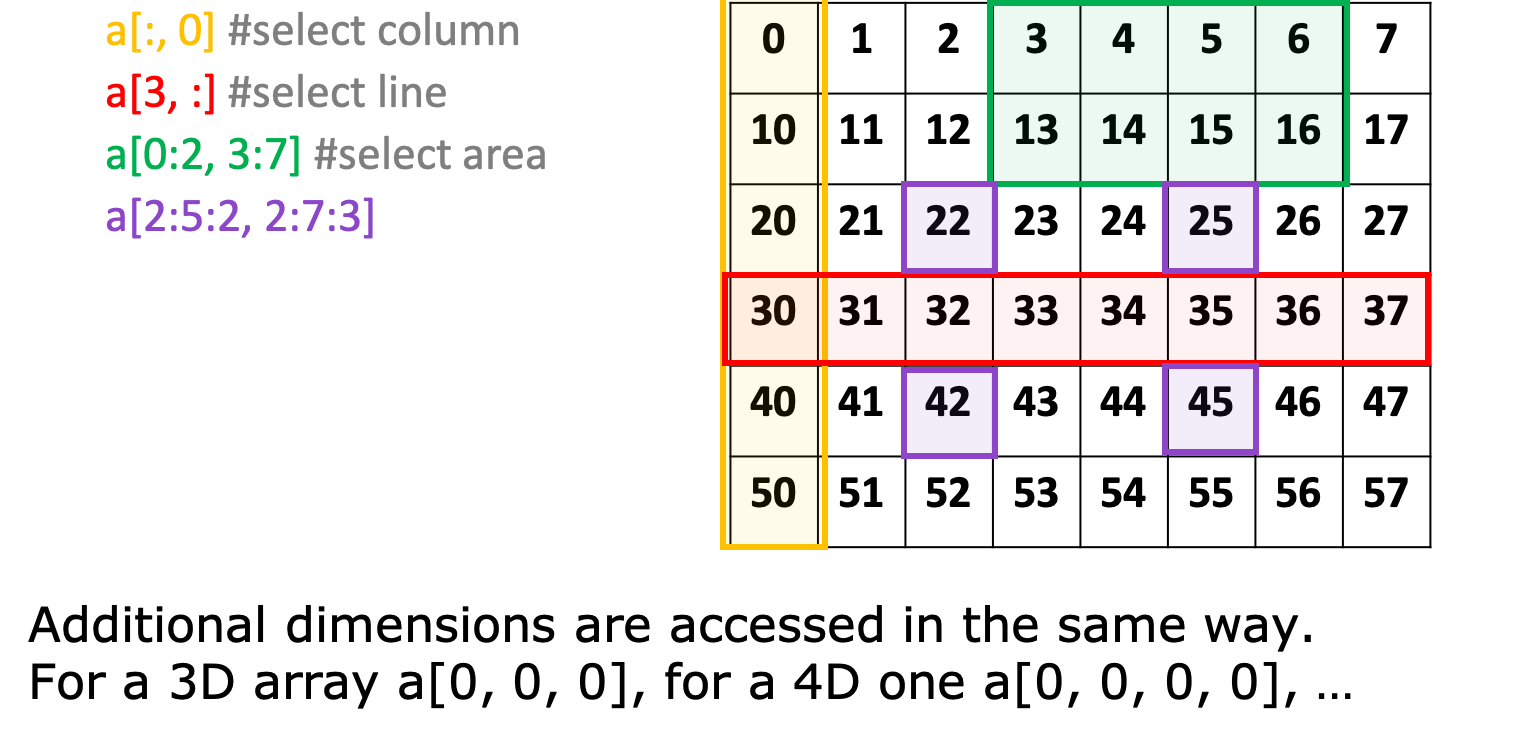 a[:, 0] #select column
a[3, :] #select line
a[0:2, 3:7] #select area
a[2:5:2, 2:7:3]
0 1 2 3 4 5 6 7
10 11 12 13 14 15 16 17
20 21 22 23 24 25 26 27
30 31 32 33 34 35 36 37
40 41 42 43 44 45 46 47
50 51 52 53 54 55 56 57
Additional dimensions are accessed in the same way.
For a 3D array a[0, 0, 0], for a 4D one a[0, 0, 0, 0], ...